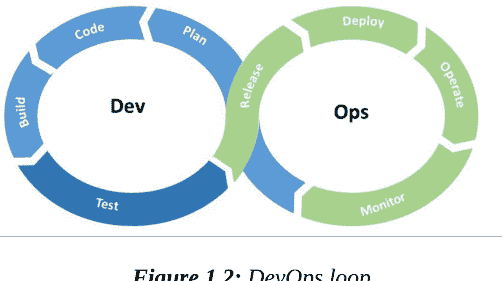 Code
Plan
Build
Dev
Test
Release
Deploy
Operate
Ops
Monitor
Figure 1.2: DevOps loop